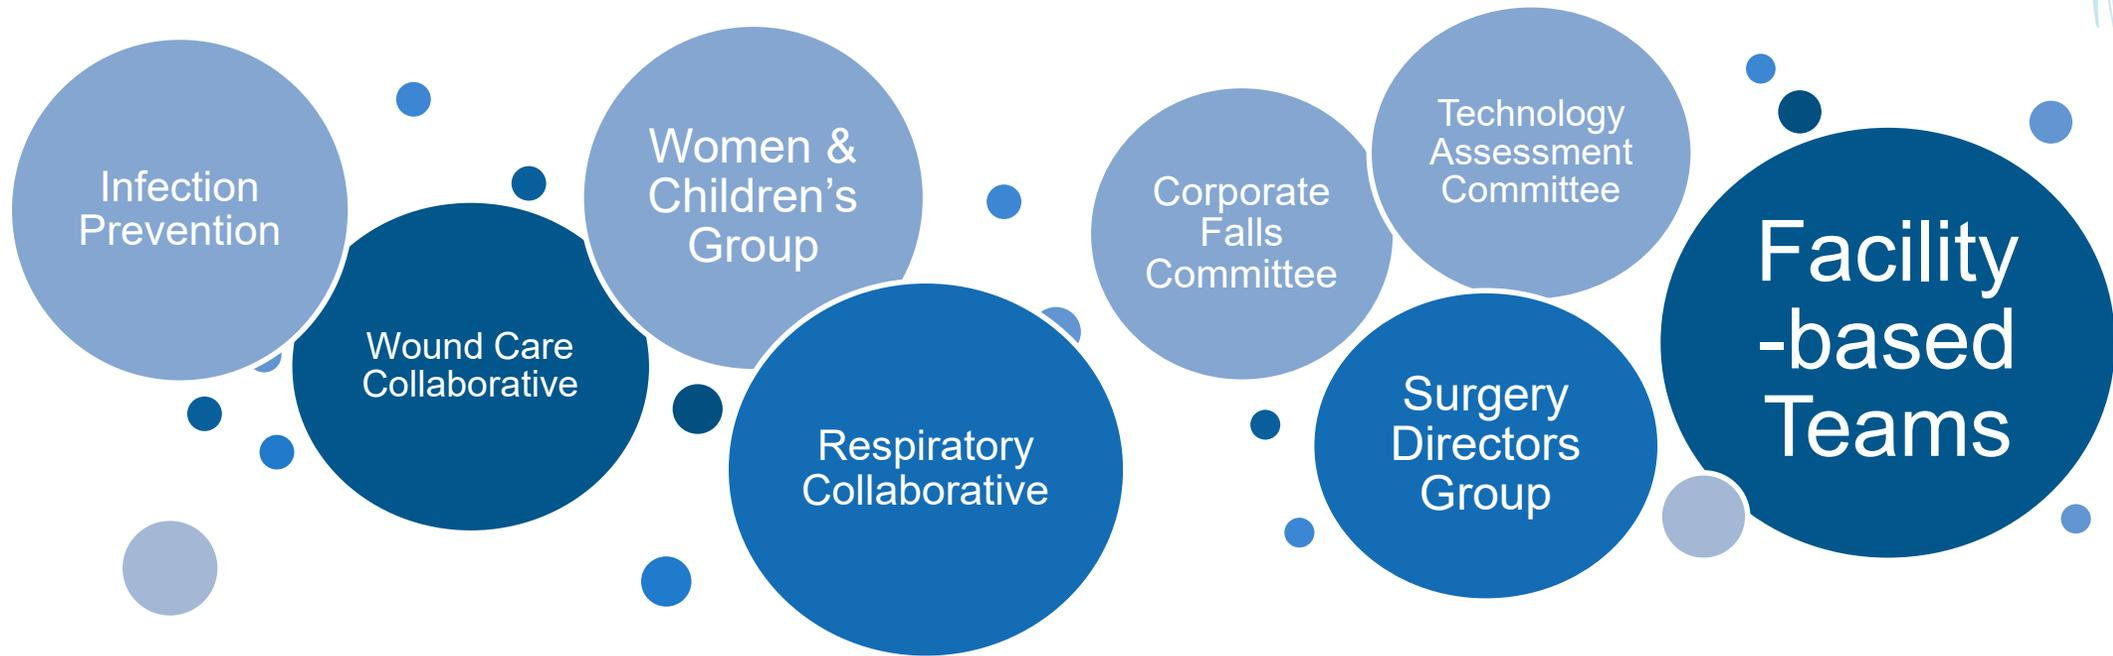 Infection
Prevention
Wound Care
Collaborative
Women &
Children’s
Group
Respiratory
Collaborative
Corporate
Falls
Committee
Technology
Assessment
Committee
Surgery
Directors
Group
Facility
-based
Teams